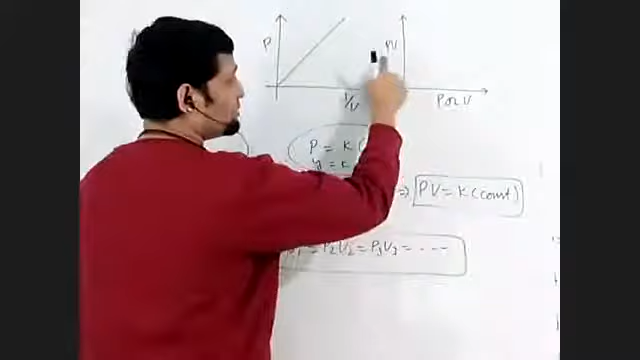 P
PV
1/V
P or V
P = K (
y = K
=> PV = K (const)
= P₂V₂ = P₃V₃ = ----